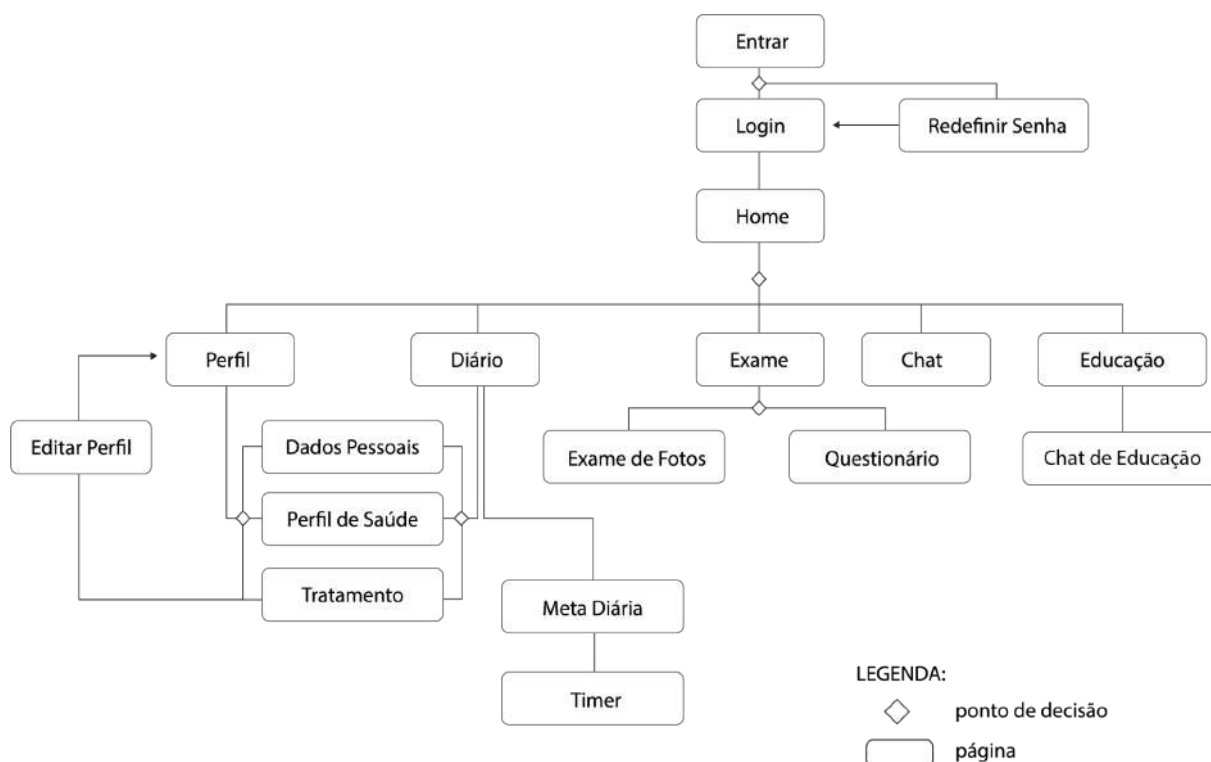 Entrar
Login
Redefinir Senha
Home
Perfil
Diário
Exame
Chat
Educação
Editar Perfil
Dados Pessoais
Exame de Fotos
Questionário
Chat de Educação
Perfil de Saúde
Tratamento
Meta Diária
Timer
LEGENDA:
ponto de decisão
página